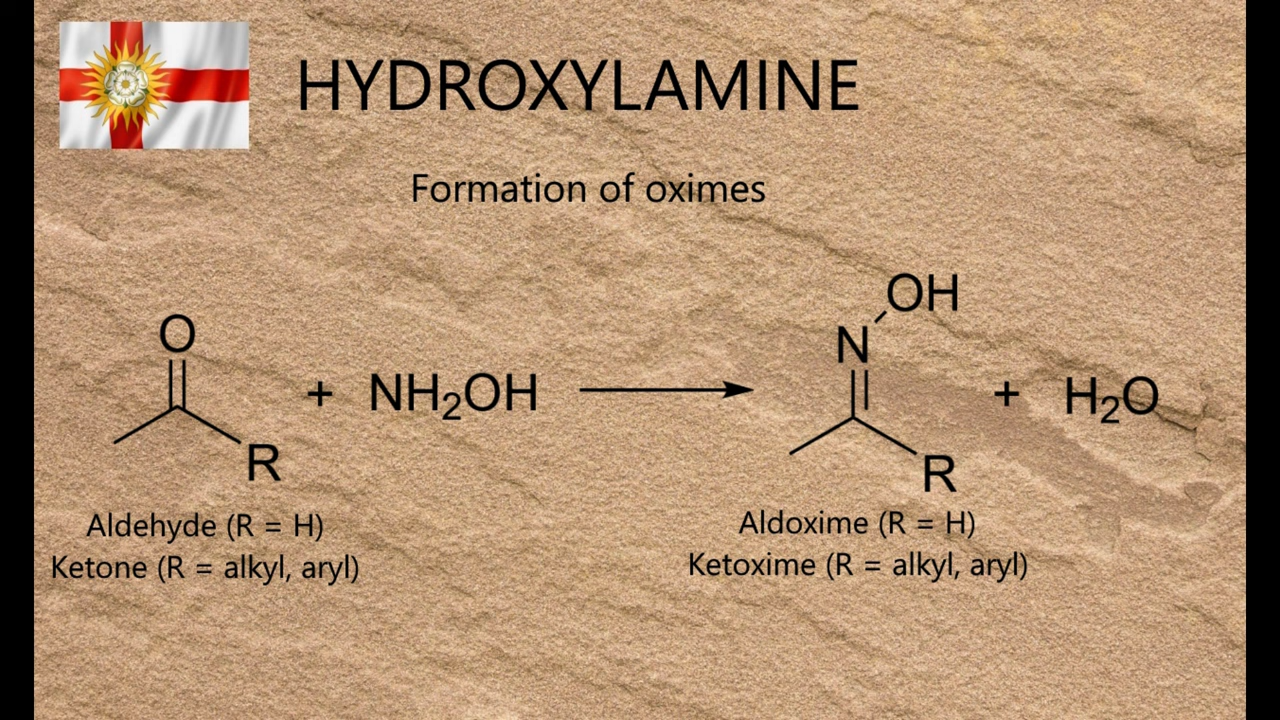 HYDROXYLAMINE
Formation of oximes
O
R
+ NH₂OH
N
OH
R
+ H₂O
Aldehyde (R = H)
Ketone (R = alkyl, aryl)
Aldoxime (R = H)
Ketoxime (R = alkyl, aryl)